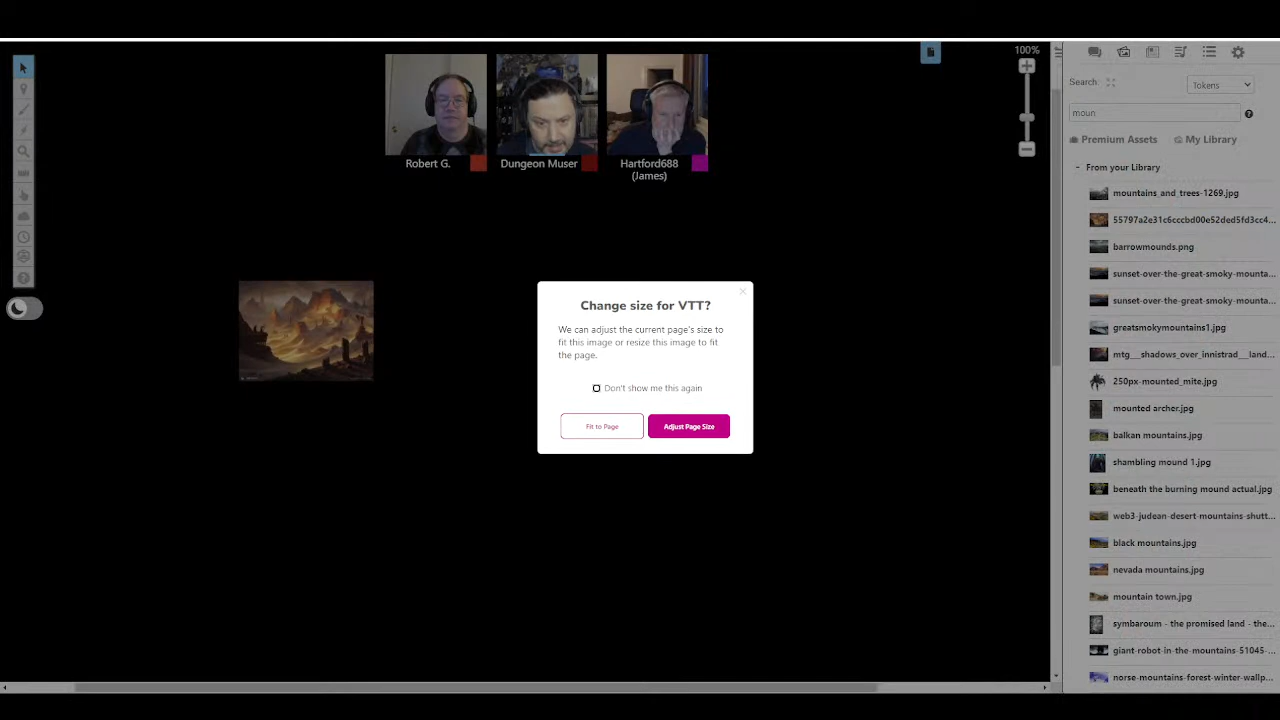 100%
Search:
Tokens
moun
Premium Assets
My Library
From your Library
mountains_and_trees-1269.jpg
55797a2e31c6cccbd00e52ded5fd3cc4...
barrowmounds.png
sunset-over-the-great-smoky-mounta...
sunset-over-the-great-smoky-mounta...
greatsmokymountains1.jpg
mtg___shadows_over_innistrad___land...
250px-mounted_mite.jpg
mounted archer.jpg
balkan mountains.jpg
shambling mound 1.jpg
beneath the burning mound actual.jpg
web3-judean-desert-mountains-shutt...
black mountains.jpg
nevada mountains.jpg
mountain town.jpg
symbaroum - the promised land - the...
giant-robot-in-the-mountains-51045-...
norse-mountains-forest-winter-wallp...
Robert G.
Dungeon Muser
Hartford688
(James)
Change size for VTT?
We can adjust the current page's size to
fit this image or resize this image to fit
the page.
Don't show me this again
Fit to Page
Adjust Page Size